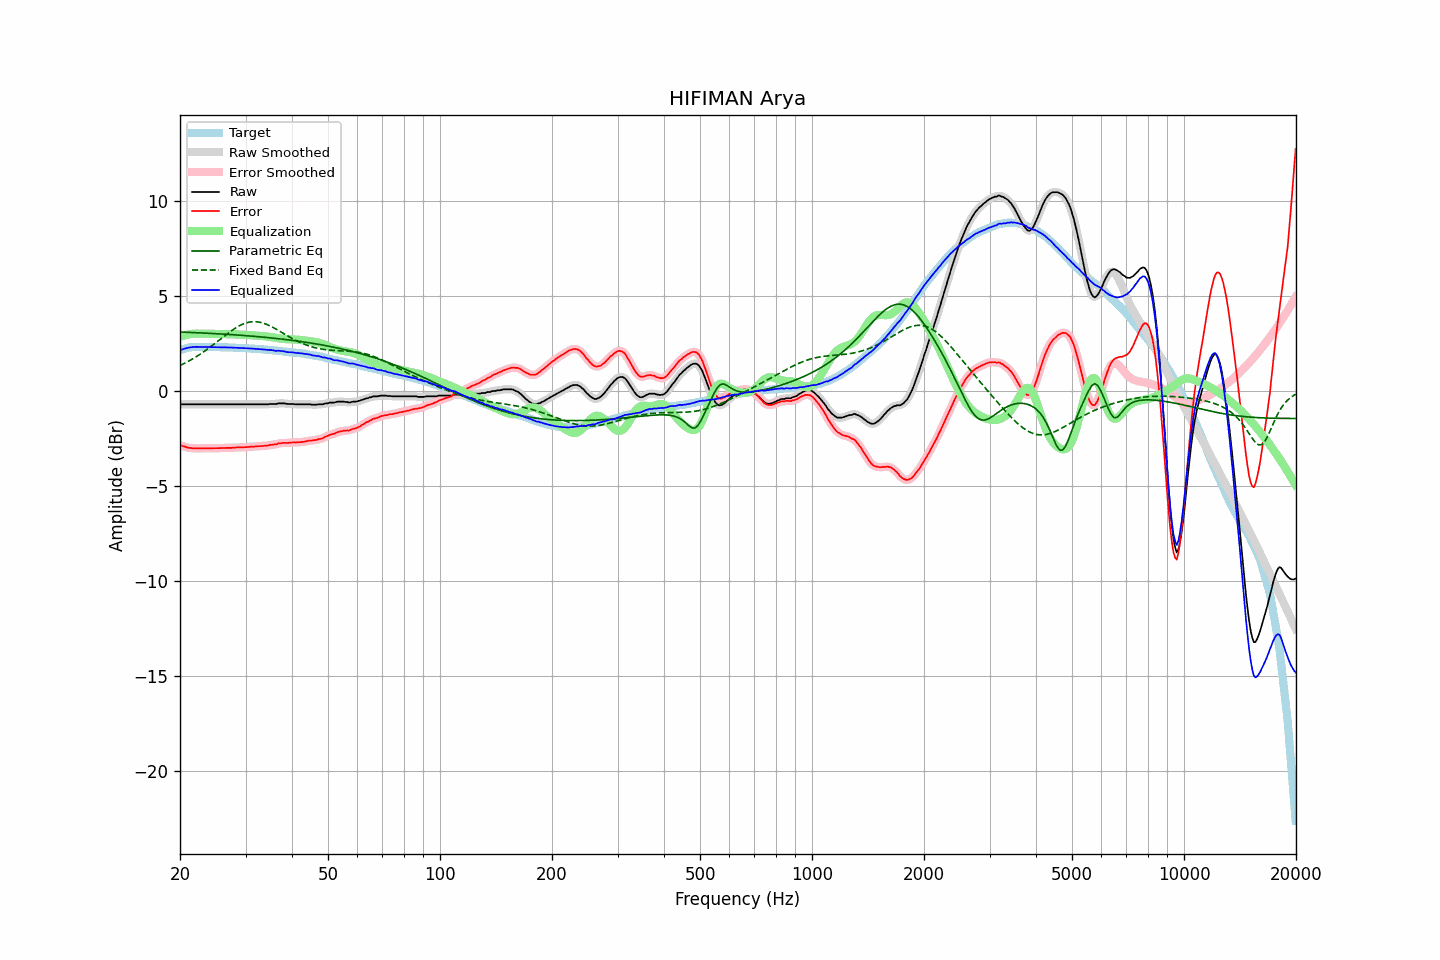 HIFIMAN Arya
Target
Raw Smoothed
Error Smoothed
Raw
Error
Equalization
Parametric Eq
Fixed Band Eq
Equalized
10
5
0
−5
−10
−15
−20
Amplitude (dBr)
20 50 100 200 500 1000 2000 5000 10000 20000
Frequency (Hz)